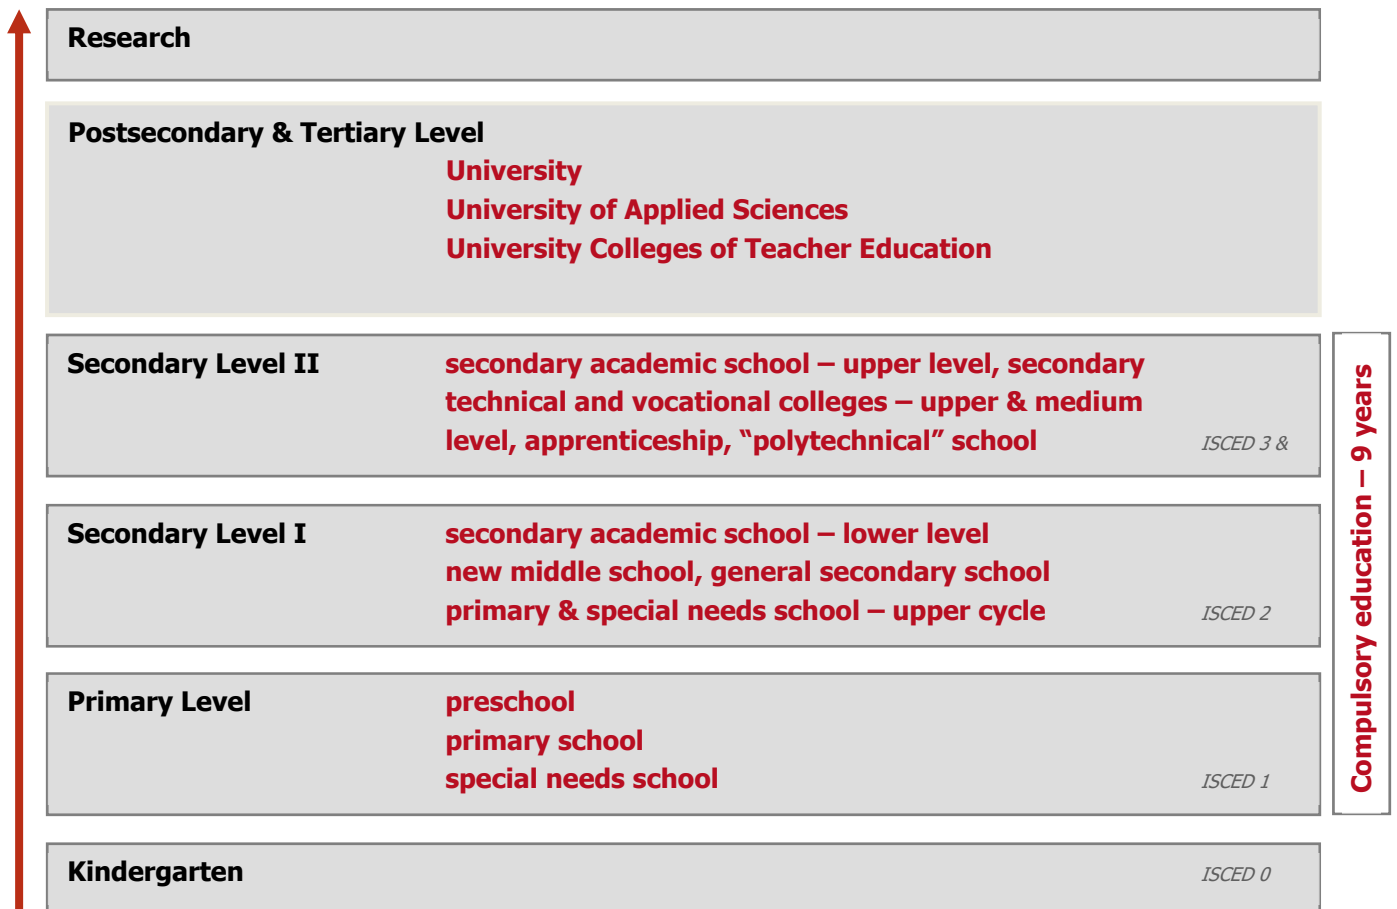 Research
Postsecondary & Tertiary Level
University
University of Applied Sciences
University Colleges of Teacher Education
Secondary Level II secondary academic school – upper level, secondary
technical and vocational colleges – upper & medium
level, apprenticeship, “polytechnical” school ISCED 3 &
Secondary Level I secondary academic school – lower level
new middle school, general secondary school
primary & special needs school – upper cycle ISCED 2
Primary Level preschool
primary school
special needs school ISCED 1
Kindergarten ISCED 0
Compulsory education – 9 years